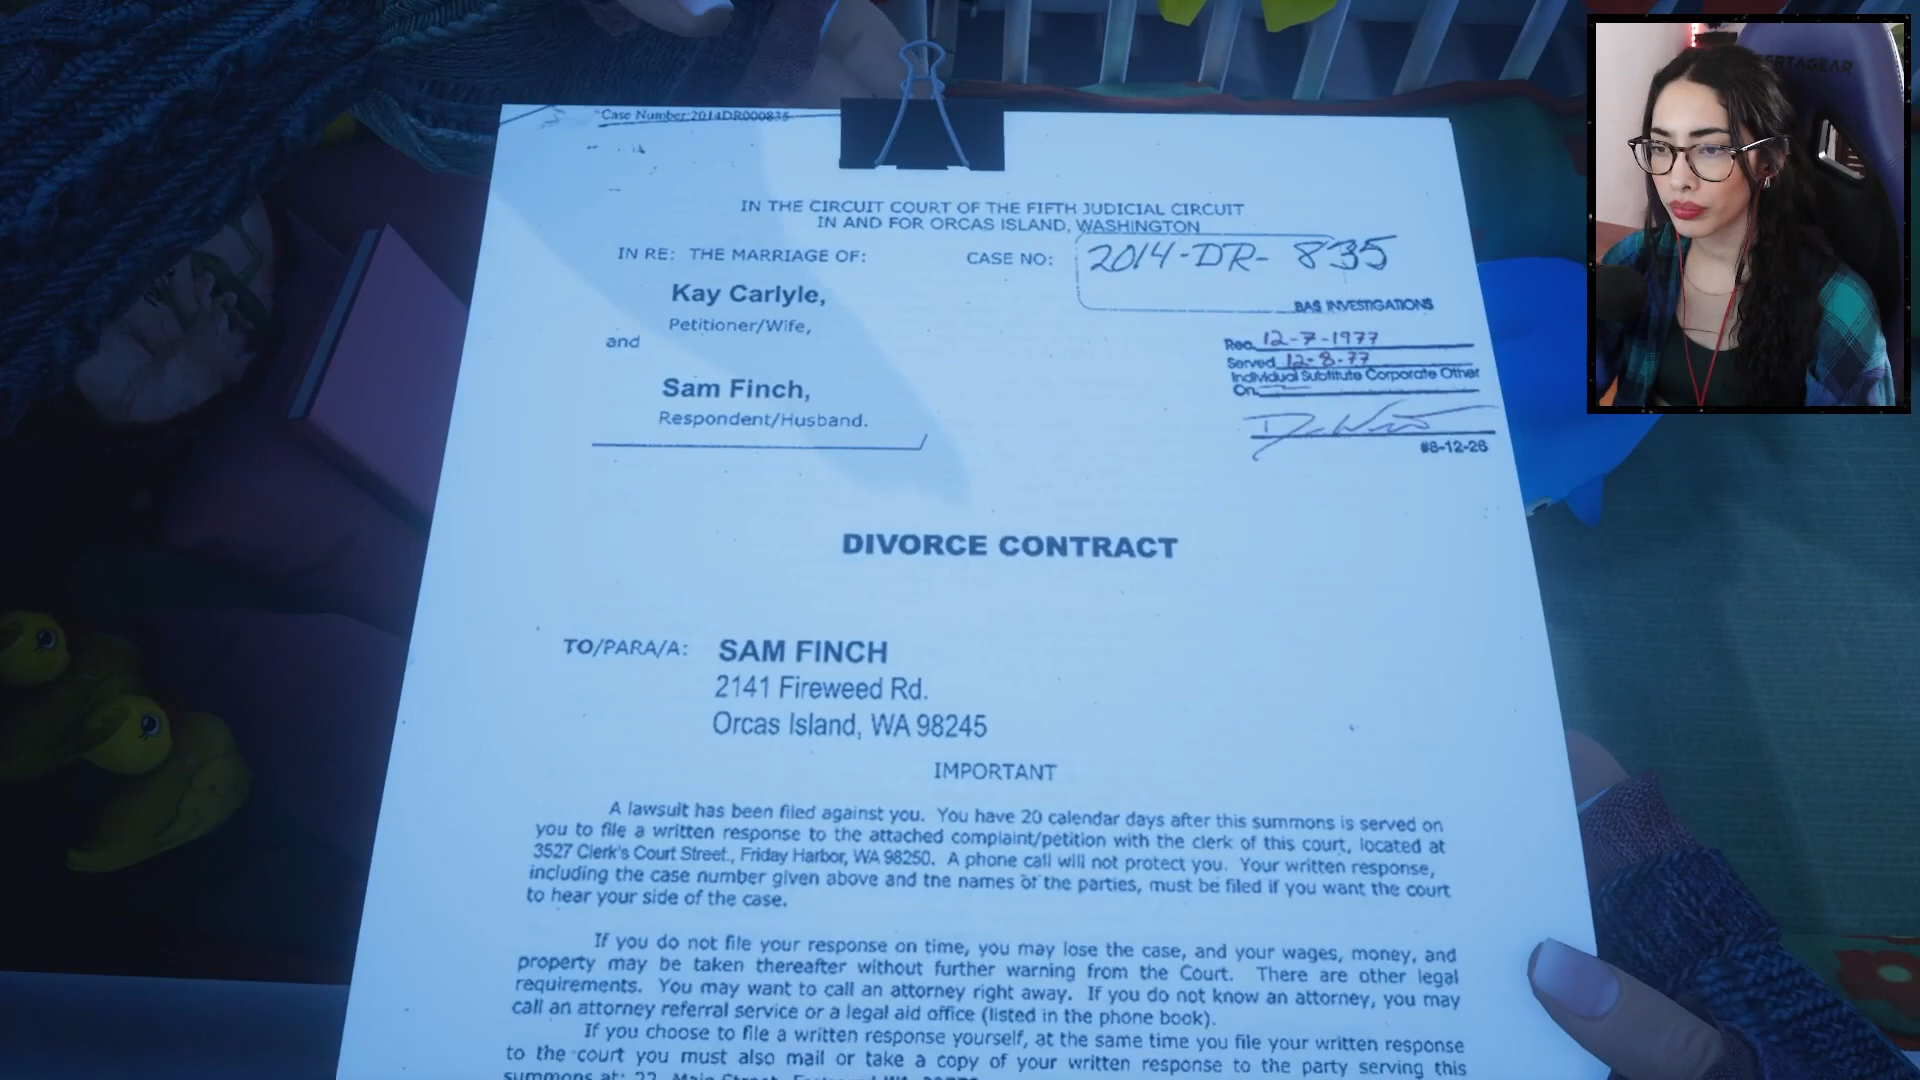 Case Number:2014DR000835
IN THE CIRCUIT COURT OF THE FIFTH JUDICIAL CIRCUIT
IN AND FOR ORCAS ISLAND, WASHINGTON
IN RE: THE MARRIAGE OF:
CASE NO: 2014-DR-835
Kay Carlyle,
Petitioner/Wife,
and
Sam Finch,
Respondent/Husband.
BAS INVESTIGATIONS
Rec. 12-7-1977
Served 12-8-77
Individual Substitute Corporate Other
On
#8-12-26
DIVORCE CONTRACT
TO/PARA/A: SAM FINCH
2141 Fireweed Rd.
Orcas Island, WA 98245
IMPORTANT
A lawsuit has been filed against you. You have 20 calendar days after this summons is served on
you to file a written response to the attached complaint/petition with the clerk of this court, located at
3527 Clerk's Court Street., Friday Harbor, WA 98250. A phone call will not protect you. Your written response,
including the case number given above and the names of the parties, must be filed if you want the court
to hear your side of the case.
If you do not file your response on time, you may lose the case, and your wages, money, and
property may be taken thereafter without further warning from the Court. There are other legal
requirements. You may want to call an attorney right away. If you do not know an attorney, you may
call an attorney referral service or a legal aid office (listed in the phone book).
If you choose to file a written response yourself, at the same time you file your written response
to the court you must also mail or take a copy of your written response to the party serving this
summons at: 22 Main Street,